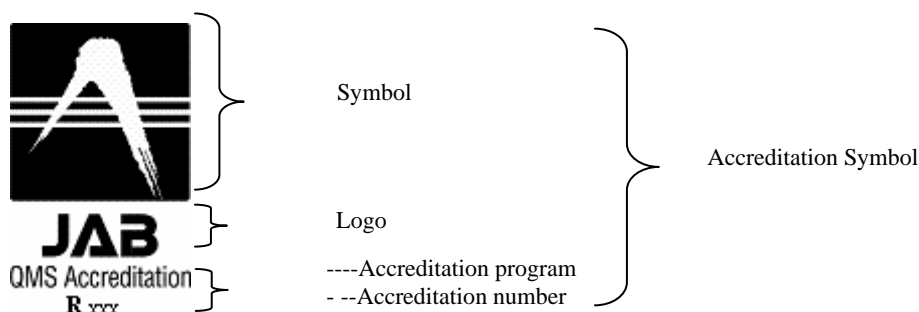 Symbol
Accreditation Symbol
JAB
Logo
QMS Accreditation
----Accreditation program
R xxx
- --Accreditation number